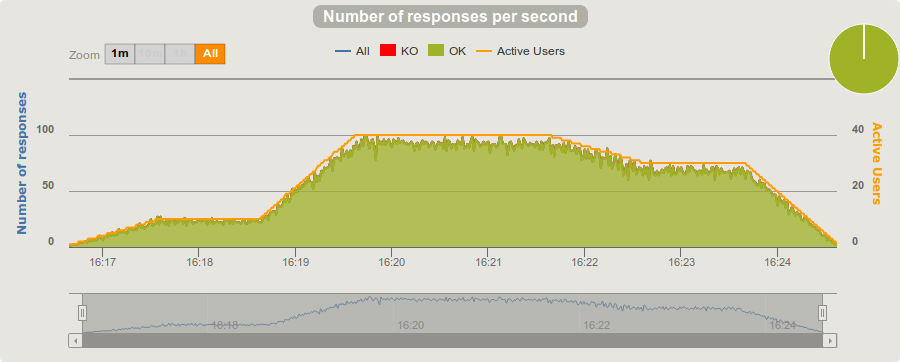 Number of responses per second
Zoom 1m 10m 1h All
All KO OK Active Users
Number of responses
100
50
0
40
20
0
Active Users
16:17 16:18 16:19 16:20 16:21 16:22 16:23 16:24
16:18 16:20 16:22 16:24